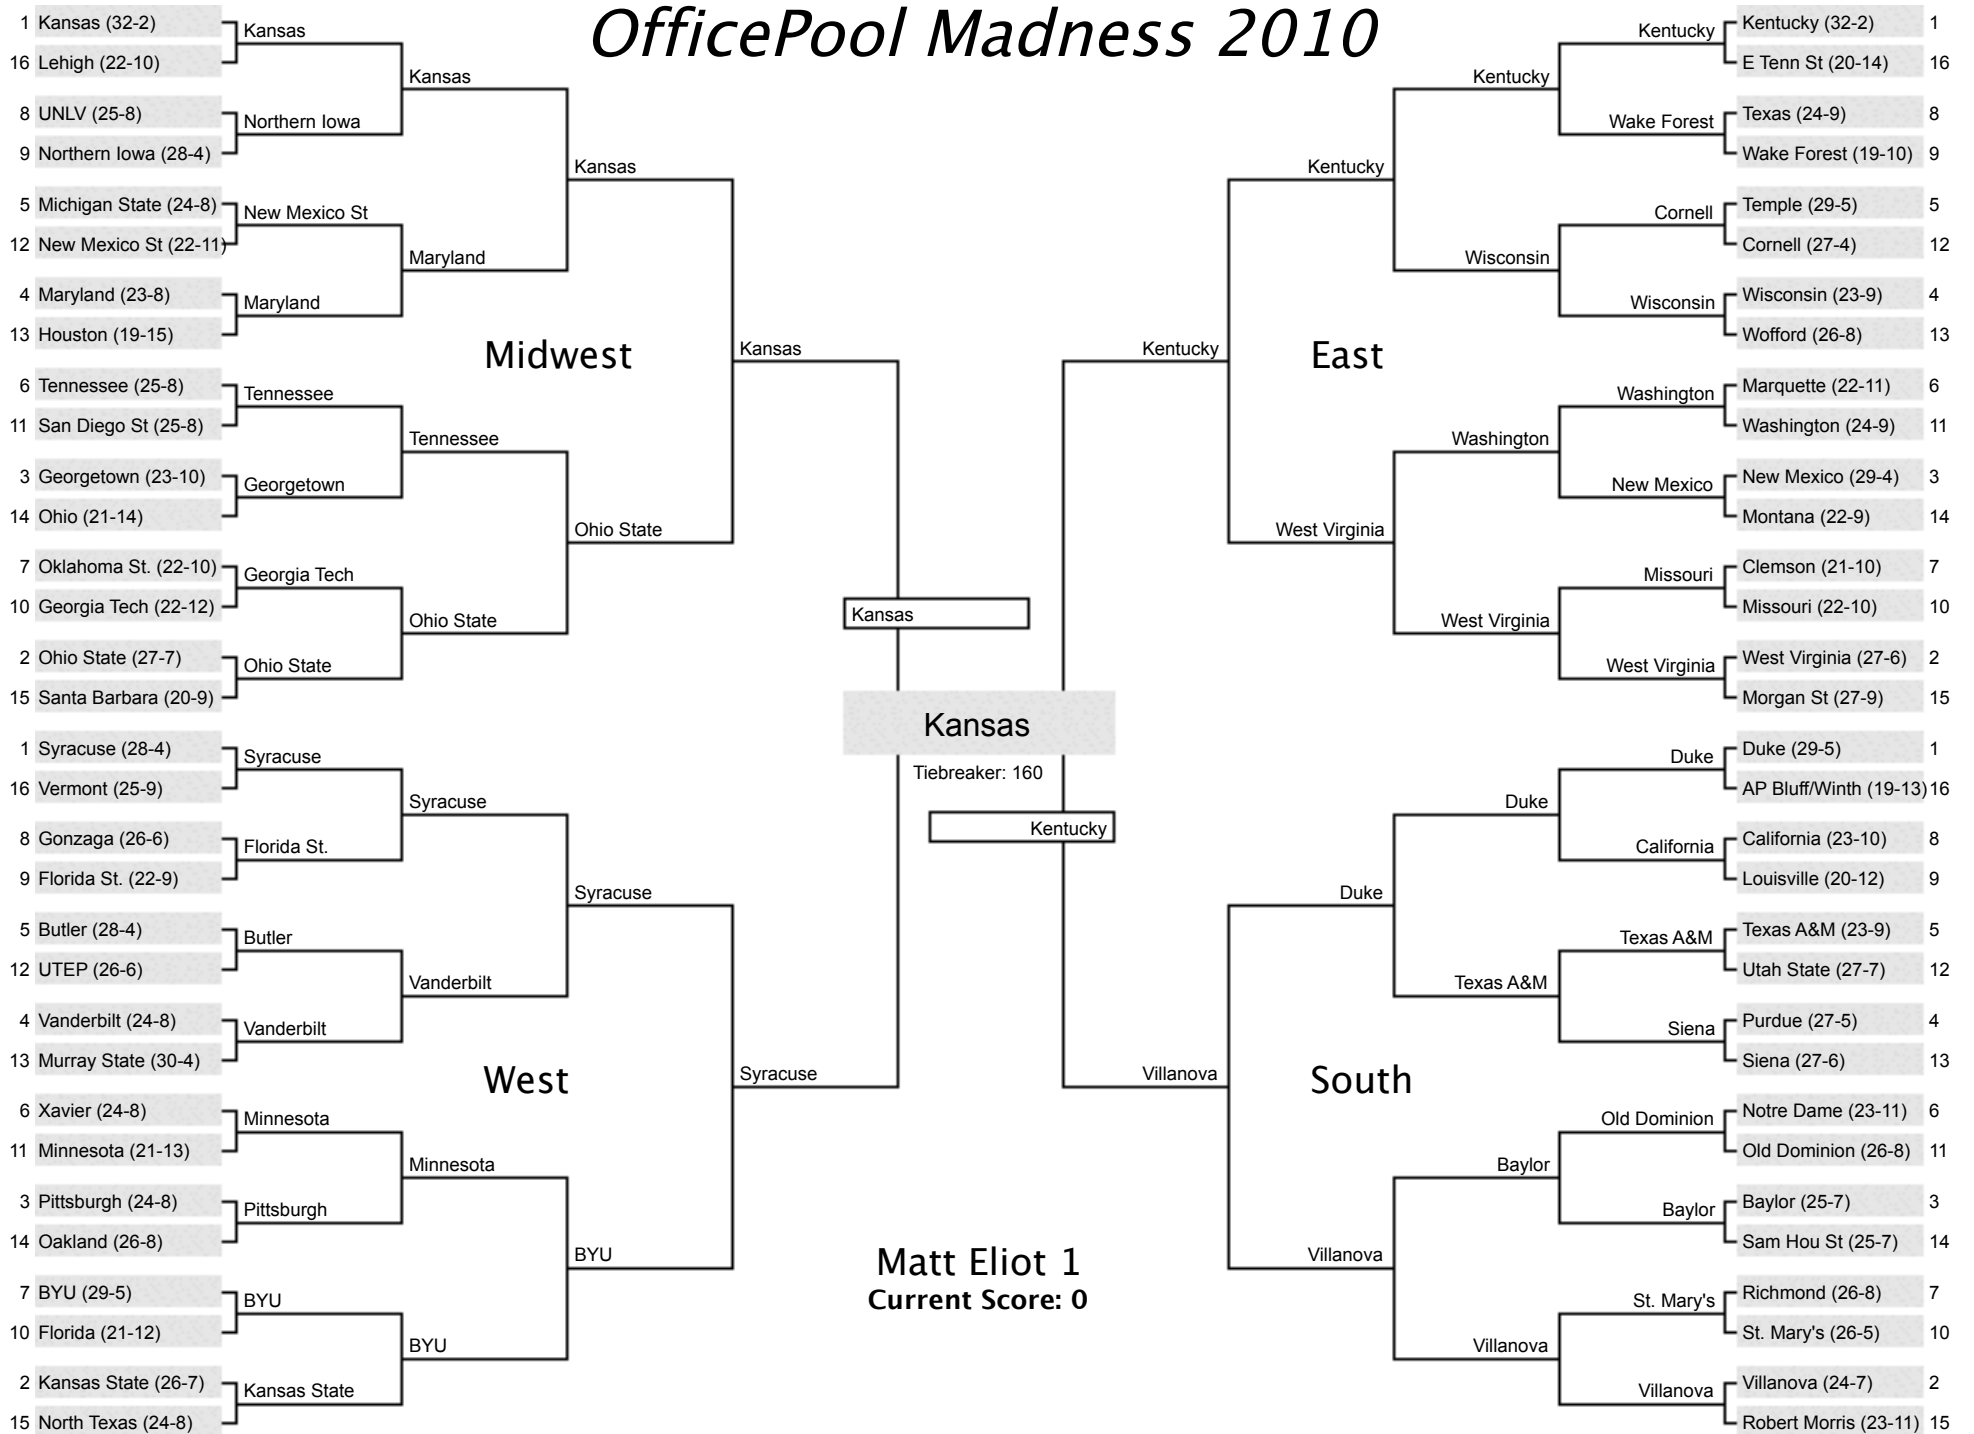 OfficePool Madness 2010
1 Kansas (32-2)
16 Lehigh (22-10)
8 UNLV (25-8)
9 Northern Iowa (28-4)
5 Michigan State (24-8)
12 New Mexico St (22-11)
4 Maryland (23-8)
13 Houston (19-15)
6 Tennessee (25-8)
11 San Diego St (25-8)
3 Georgetown (23-10)
14 Ohio (21-14)
7 Oklahoma St. (22-10)
10 Georgia Tech (22-12)
2 Ohio State (27-7)
15 Santa Barbara (20-9)
Kansas
Northern Iowa
New Mexico St
Maryland
Tennessee
Georgetown
Georgia Tech
Ohio State
Kansas
Maryland
Tennessee
Ohio State
Kansas
Ohio State
Midwest
Kansas
1 Syracuse (28-4)
16 Vermont (25-9)
8 Gonzaga (26-6)
9 Florida St. (22-9)
5 Butler (28-4)
12 UTEP (26-6)
4 Vanderbilt (24-8)
13 Murray State (30-4)
6 Xavier (24-8)
11 Minnesota (21-13)
3 Pittsburgh (24-8)
14 Oakland (26-8)
7 BYU (29-5)
10 Florida (21-12)
2 Kansas State (26-7)
15 North Texas (24-8)
Syracuse
Florida St.
Butler
Vanderbilt
Minnesota
Pittsburgh
BYU
Kansas State
Syracuse
Vanderbilt
Minnesota
BYU
Syracuse
BYU
West
Syracuse
Kansas
Kansas
Tiebreaker: 160
Kentucky
Matt Eliot 1
Current Score: 0
Kentucky (32-2) 1
E Tenn St (20-14) 16
Texas (24-9) 8
Wake Forest (19-10) 9
Temple (29-5) 5
Cornell (27-4) 12
Wisconsin (23-9) 4
Wofford (26-8) 13
Marquette (22-11) 6
Washington (24-9) 11
New Mexico (29-4) 3
Montana (22-9) 14
Clemson (21-10) 7
Missouri (22-10) 10
West Virginia (27-6) 2
Morgan St (27-9) 15
Kentucky
Wake Forest
Cornell
Wisconsin
Washington
New Mexico
Missouri
West Virginia
Kentucky
Wisconsin
Washington
West Virginia
Kentucky
West Virginia
East
Kentucky
Duke (29-5) 1
AP Bluff/Winth (19-13) 16
California (23-10) 8
Louisville (20-12) 9
Texas A&M (23-9) 5
Utah State (27-7) 12
Purdue (27-5) 4
Siena (27-6) 13
Notre Dame (23-11) 6
Old Dominion (26-8) 11
Baylor (25-7) 3
Sam Hou St (25-7) 14
Richmond (26-8) 7
St. Mary's (26-5) 10
Villanova (24-7) 2
Robert Morris (23-11) 15
Duke
California
Texas A&M
Siena
Old Dominion
Baylor
St. Mary's
Villanova
Duke
Texas A&M
Baylor
Villanova
Duke
Villanova
South
Villanova